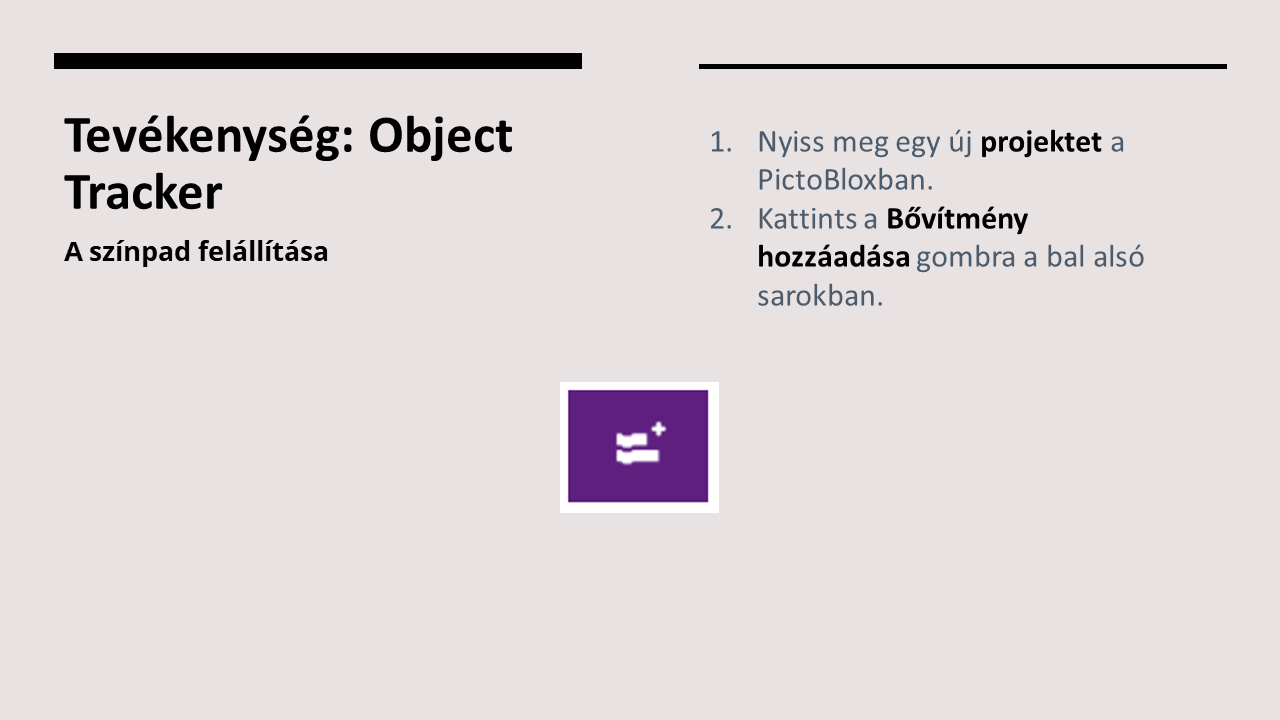 Tevékenység: Object
Tracker
A színpad felállítása
1. Nyiss meg egy új projektet a
PictoBloxban.
2. Kattints a Bővítmény
hozzáadása gombra a bal alsó
sarokban.